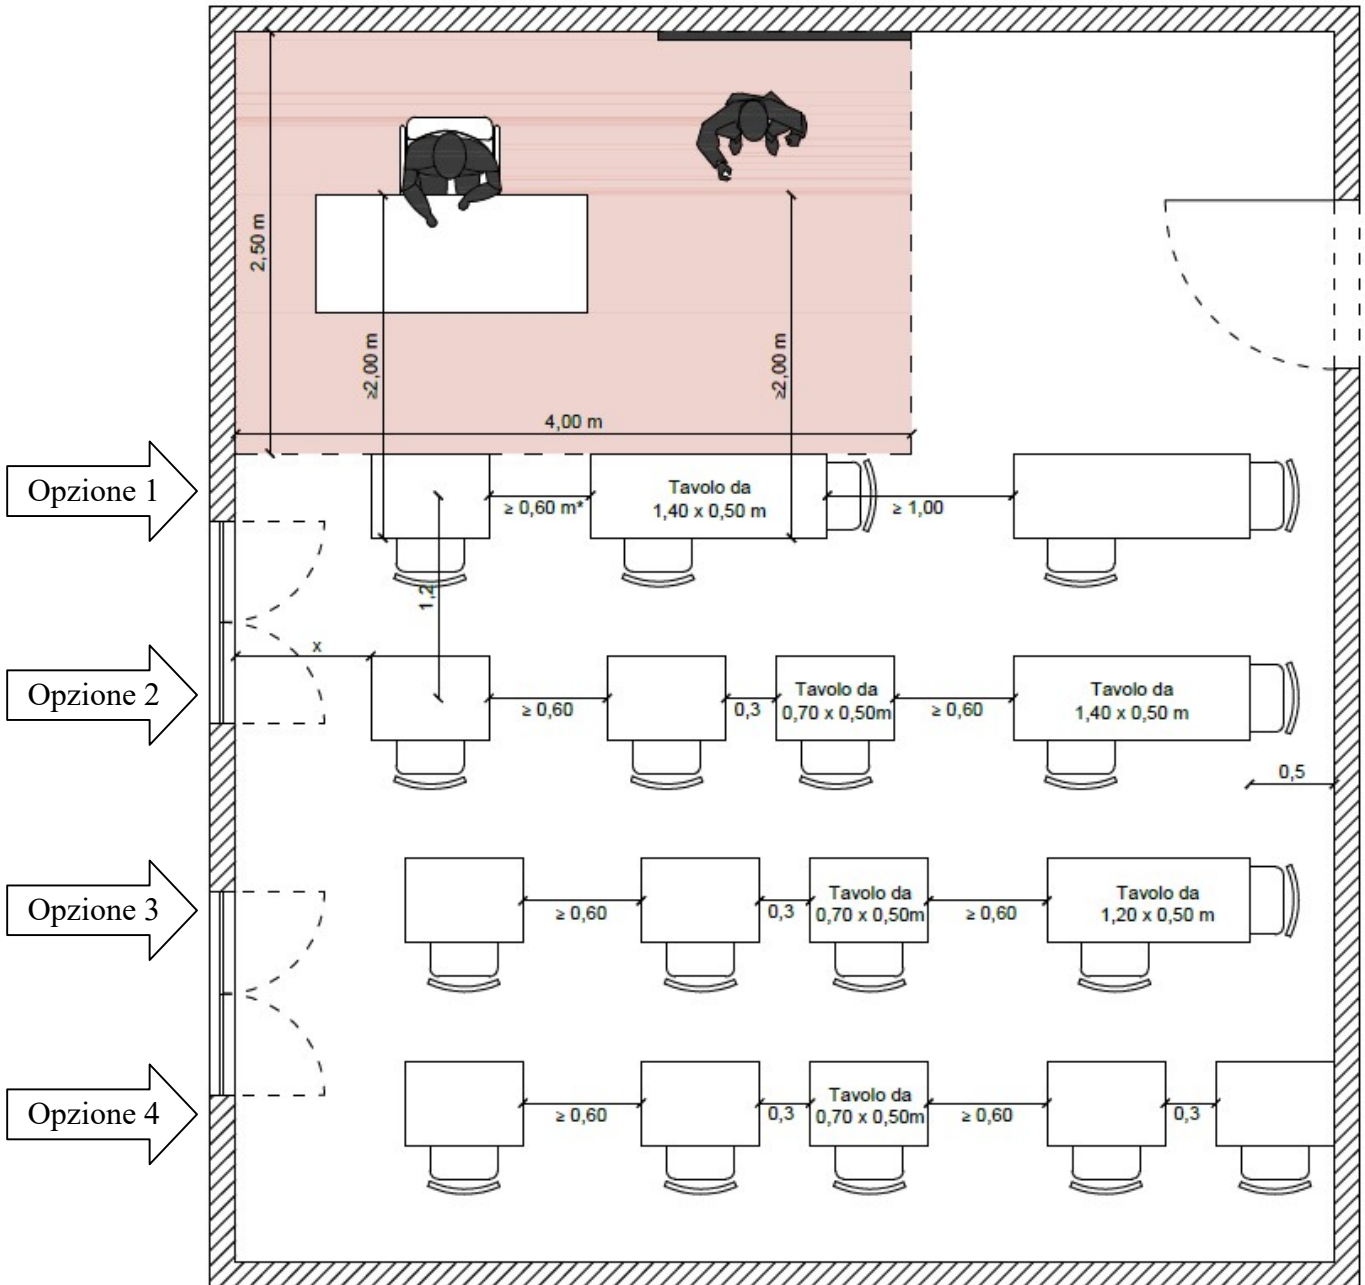 2,50 m
≥2,00 m
≥2,00 m
4,00 m
Opzione 1
≥ 0,60 m*
Tavolo da
1,40 x 0,50 m
≥ 1,00
1,2
x
Opzione 2
≥ 0,60
0,3
Tavolo da
0,70 x 0,50m
≥ 0,60
Tavolo da
1,40 x 0,50 m
0,5
Opzione 3
≥ 0,60
0,3
Tavolo da
0,70 x 0,50m
≥ 0,60
Tavolo da
1,20 x 0,50 m
Opzione 4
≥ 0,60
0,3
Tavolo da
0,70 x 0,50m
≥ 0,60
0,3